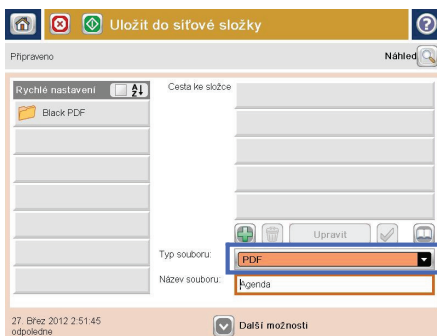 Uložit do síťové složky
Připraveno
Náhled
Rychlé nastavení
Cesta ke složce
Black PDF
Upravit
Typ souboru:
PDF
Název souboru:
Agenda
27. Břez 2012 2:51:45
odpoledne
Další možnosti